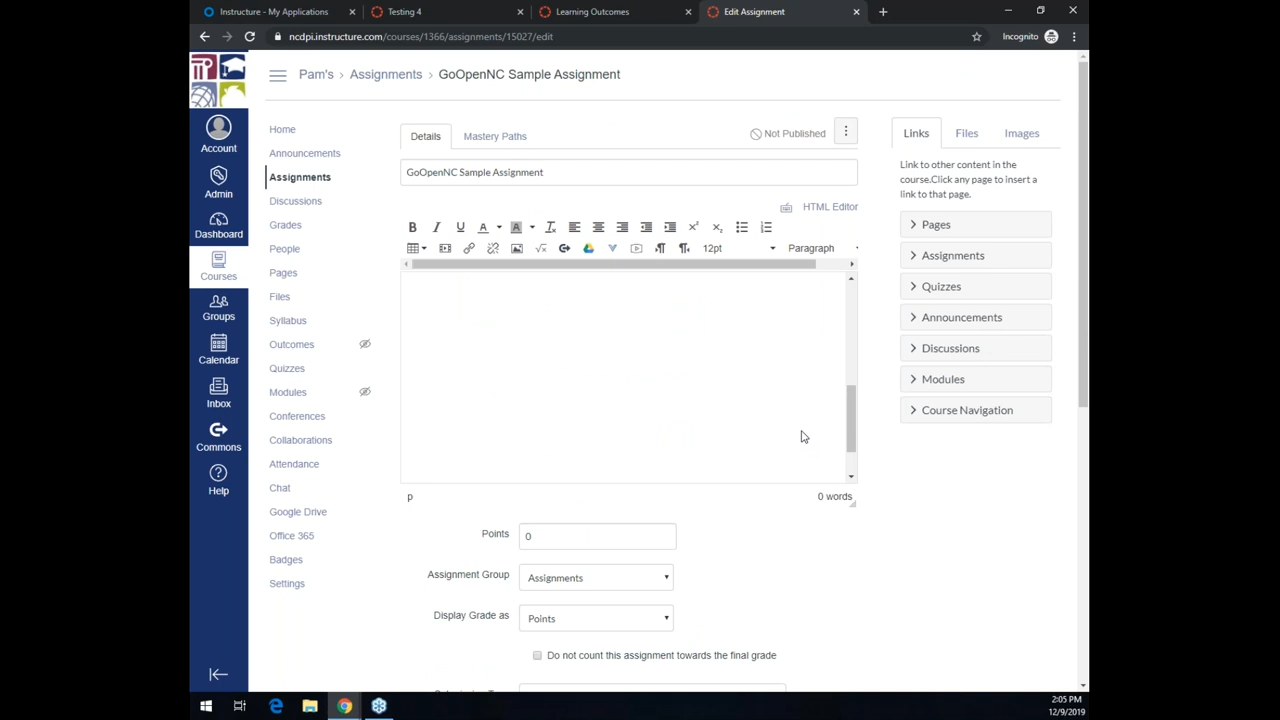 Instructure - My Applications
Testing 4
Learning Outcomes
Edit Assignment
ncdpi.instructure.com/courses/1366/assignments/15027/edit
Incognito
Pam's › Assignments › GoOpenNC Sample Assignment
Account
Admin
Dashboard
Courses
Groups
Calendar
Inbox
Commons
Help
Home
Announcements
Assignments
Discussions
Grades
People
Pages
Files
Syllabus
Outcomes
Quizzes
Modules
Conferences
Collaborations
Attendance
Chat
Google Drive
Office 365
Badges
Settings
Details
Mastery Paths
Not Published
GoOpenNC Sample Assignment
HTML Editor
12pt
Paragraph
p
0 words
Points
0
Assignment Group
Assignments
Display Grade as
Points
Do not count this assignment towards the final grade
Links
Files
Images
Link to other content in the
course.Click any page to insert a
link to that page.
Pages
Assignments
Quizzes
Announcements
Discussions
Modules
Course Navigation
2:05 PM
12/9/2019